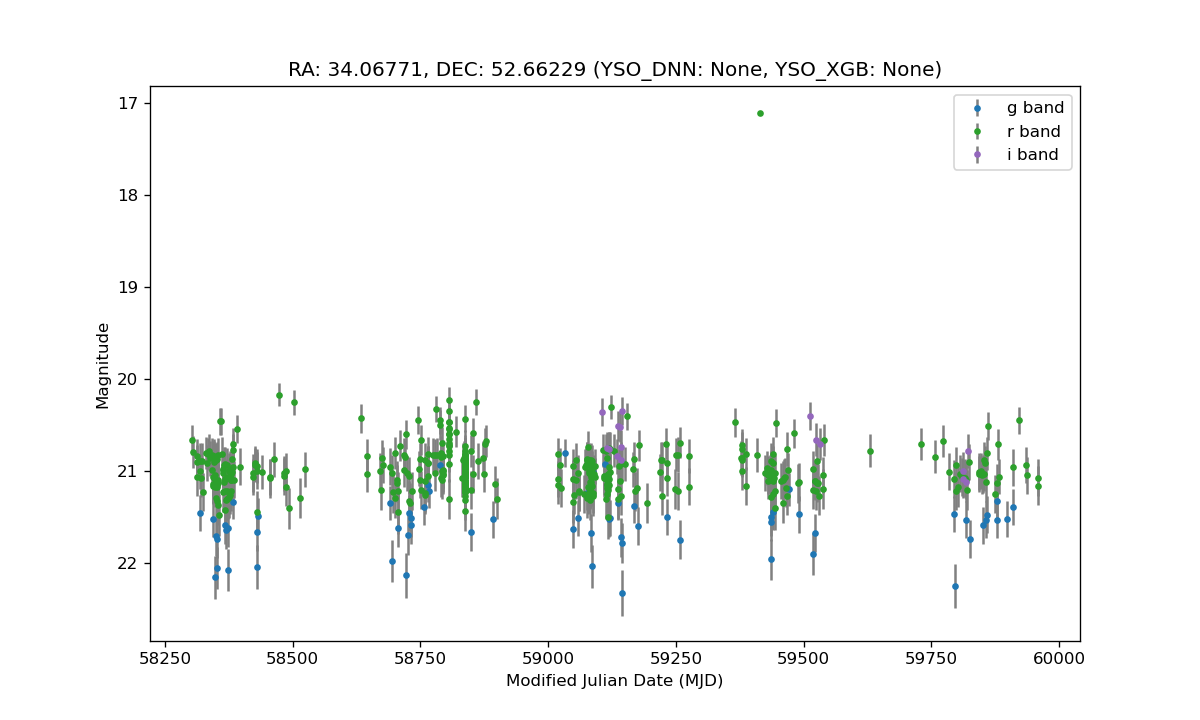 RA: 34.06771, DEC: 52.66229 (YSO_DNN: None, YSO_XGB: None)
g band
r band
i band
17
18
19
20
21
22
Magnitude
58250 58500 58750 59000 59250 59500 59750 60000
Modified Julian Date (MJD)